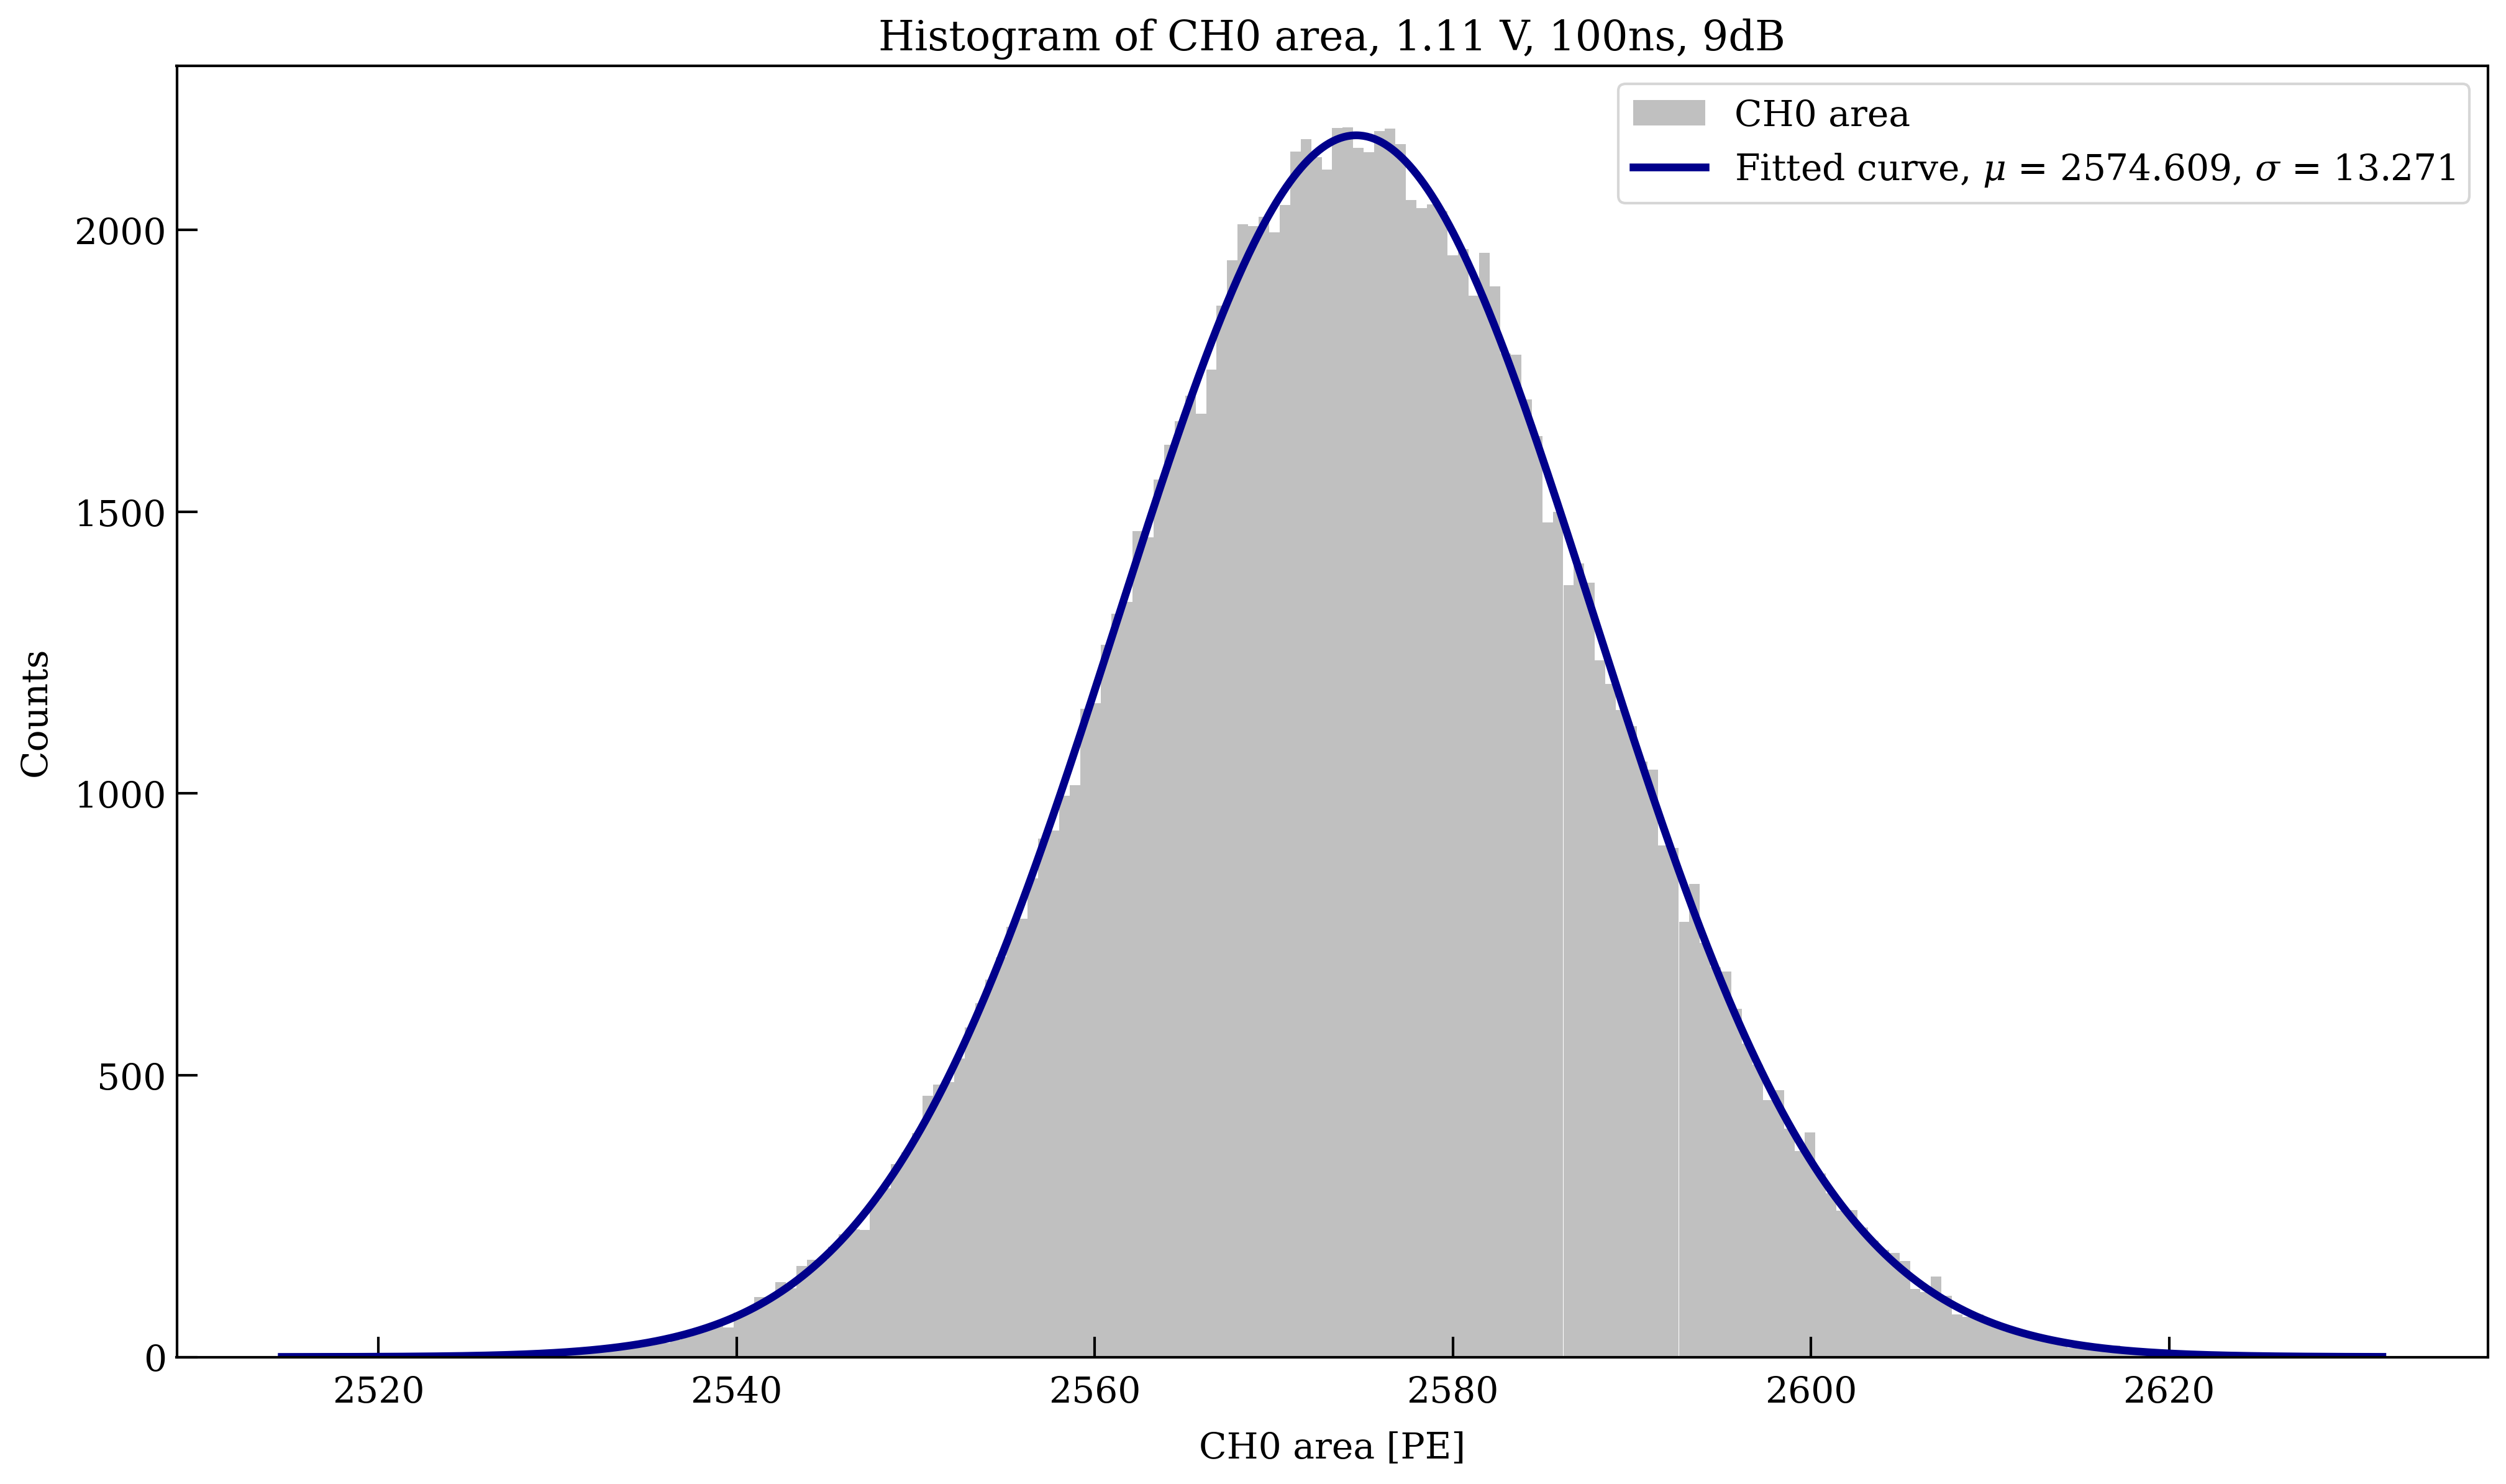 Histogram of CH0 area, 1.11 V, 100ns, 9dB
CH0 area
Fitted curve, μ = 2574.609, σ = 13.271
Counts
2000
1500
1000
500
0
2520 2540 2560 2580 2600 2620
CH0 area [PE]